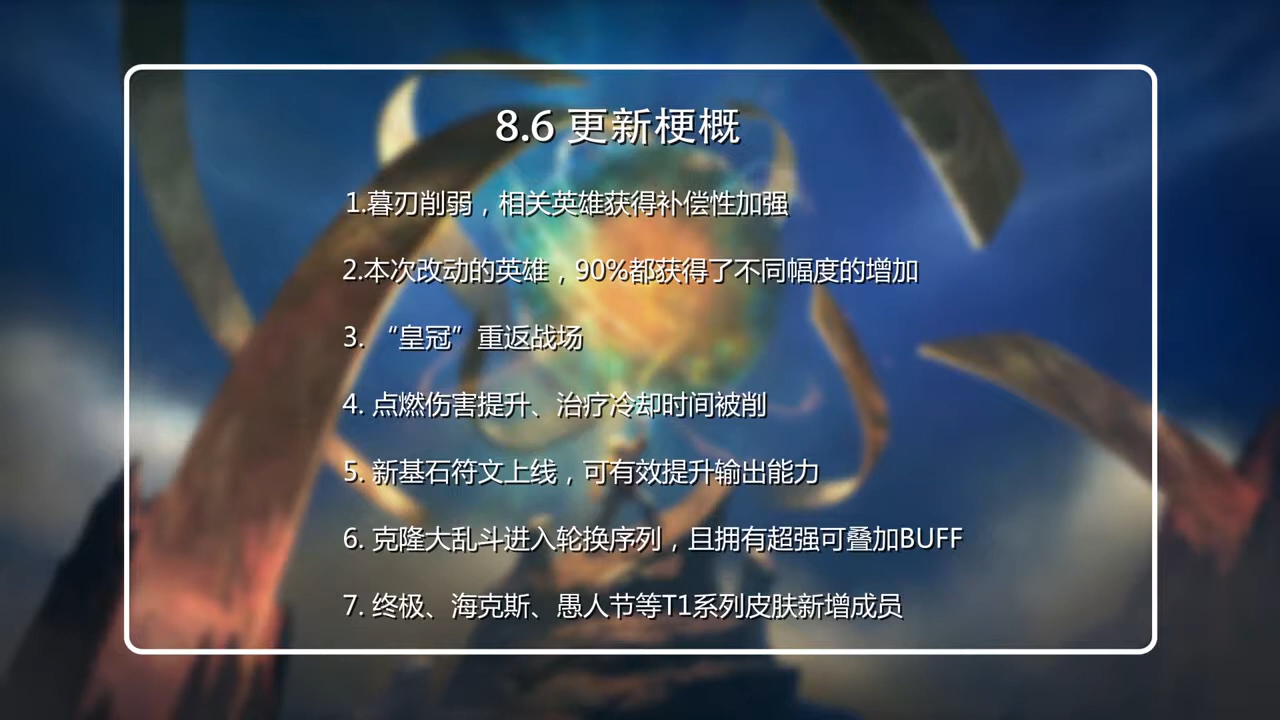 8.6 更新梗概
1.暮刃削弱，相关英雄获得补偿性加强
2.本次改动的英雄，90%都获得了不同幅度的增加
3. “皇冠”重返战场
4. 点燃伤害提升、治疗冷却时间被削
5. 新基石符文上线，可有效提升输出能力
6. 克隆大乱斗进入轮换序列，且拥有超强可叠加BUFF
7. 终极、海克斯、愚人节等T1系列皮肤新增成员